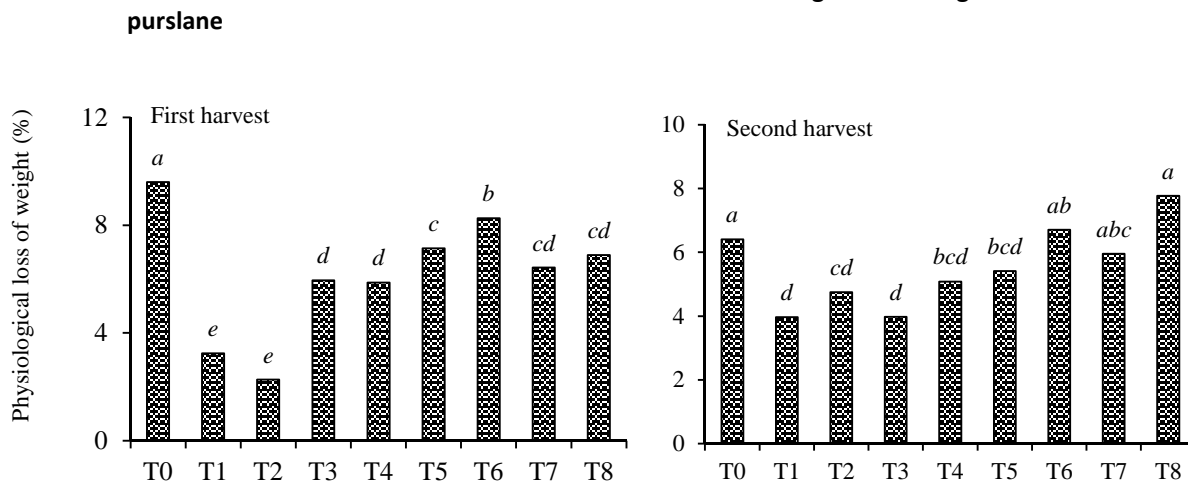 purslane
Physiological loss of weight (%)
First harvest
12
8
4
0
a
e
e
d
d
c
b
cd
cd
T0 T1 T2 T3 T4 T5 T6 T7 T8
Second harvest
10
8
6
4
2
0
a
d
cd
d
bcd
bcd
ab
abc
a
T0 T1 T2 T3 T4 T5 T6 T7 T8